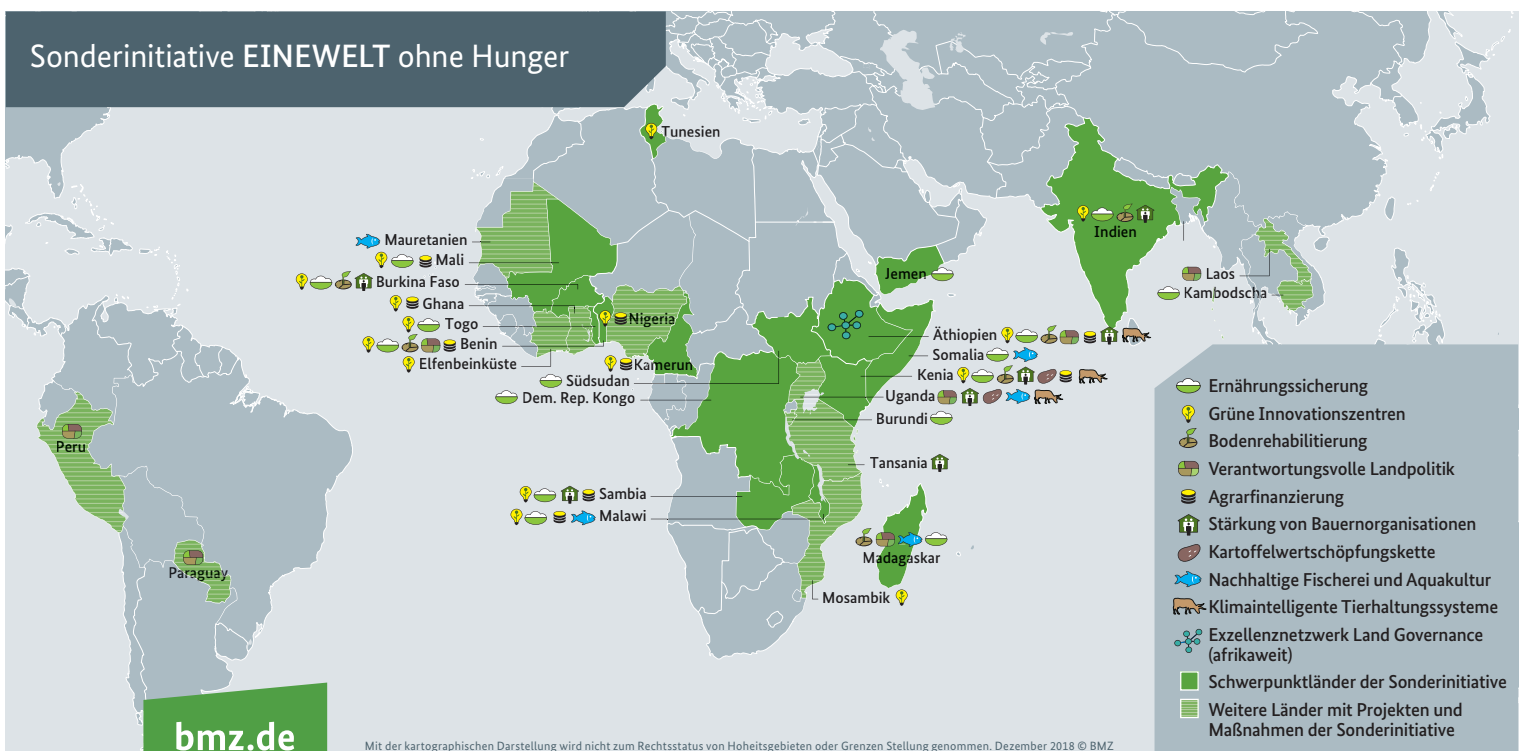 Sonderinitiative EINEWELT ohne Hunger
Tunesien
Mauretanien
Mali
Burkina Faso
Ghana
Togo
Nigeria
Benin
Elfenbeinküste
Kamerun
Südsudan
Dem. Rep. Kongo
Jemen
Indien
Laos
Kambodscha
Äthiopien
Somalia
Kenia
Uganda
Burundi
Tansania
Sambia
Malawi
Madagaskar
Mosambik
Peru
Paraguay
Ernährungssicherung
Grüne Innovationszentren
Bodenrehabilitierung
Verantwortungsvolle Landpolitik
Agrarfinanzierung
Stärkung von Bauernorganisationen
Kartoffelwertschöpfungskette
Nachhaltige Fischerei und Aquakultur
Klimaintelligente Tierhaltungssysteme
Exzellenznetzwerk Land Governance
(afrikaweit)
Schwerpunktländer der Sonderinitiative
Weitere Länder mit Projekten und
Maßnahmen der Sonderinitiative
bmz.de
Mit der kartographischen Darstellung wird nicht zum Rechtsstatus von Hoheitsgebieten oder Grenzen Stellung genommen. Dezember 2018 © BMZ